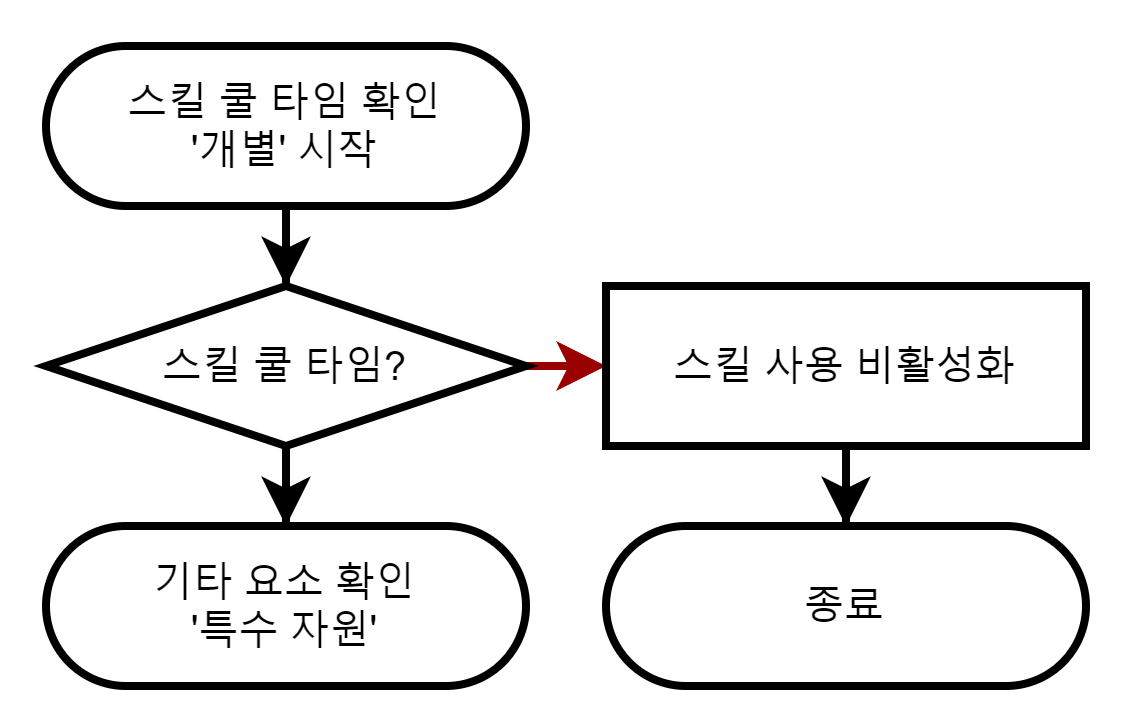 스킬 쿨 타임 확인
'개별' 시작
스킬 쿨 타임?
스킬 사용 비활성화
기타 요소 확인
'특수 자원'
종료